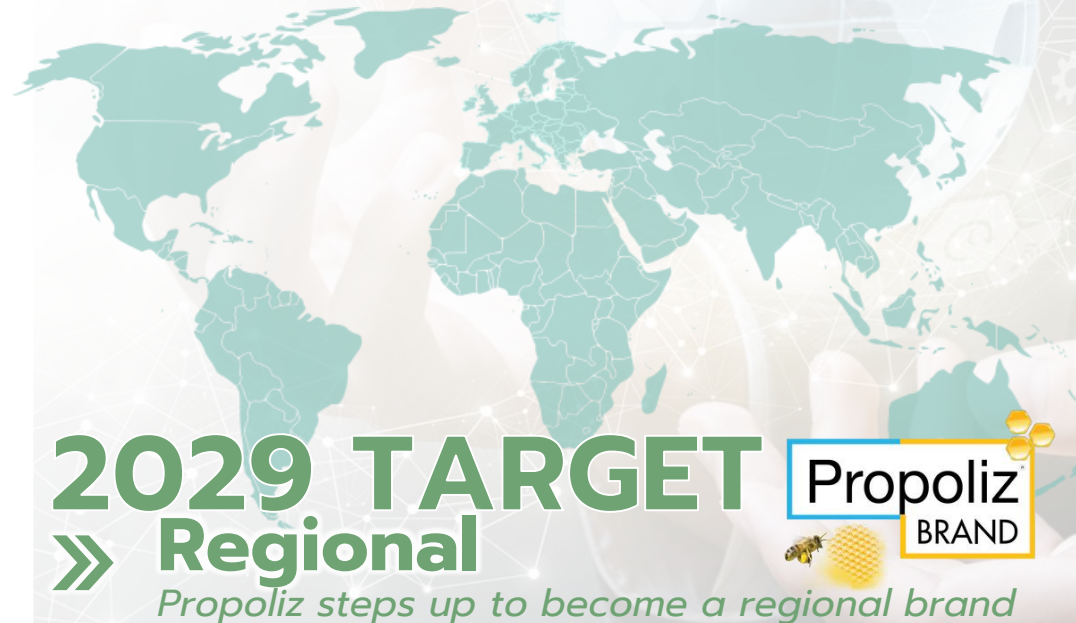 2029 TARGET
» Regional
Propoliz steps up to become a regional brand
Propoliz
BRAND